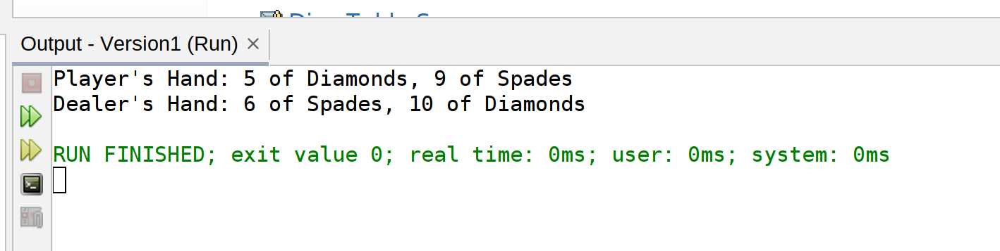 Output - Version1 (Run)
Player's Hand: 5 of Diamonds, 9 of Spades
Dealer's Hand: 6 of Spades, 10 of Diamonds
RUN FINISHED; exit value 0; real time: 0ms; user: 0ms; system: 0ms